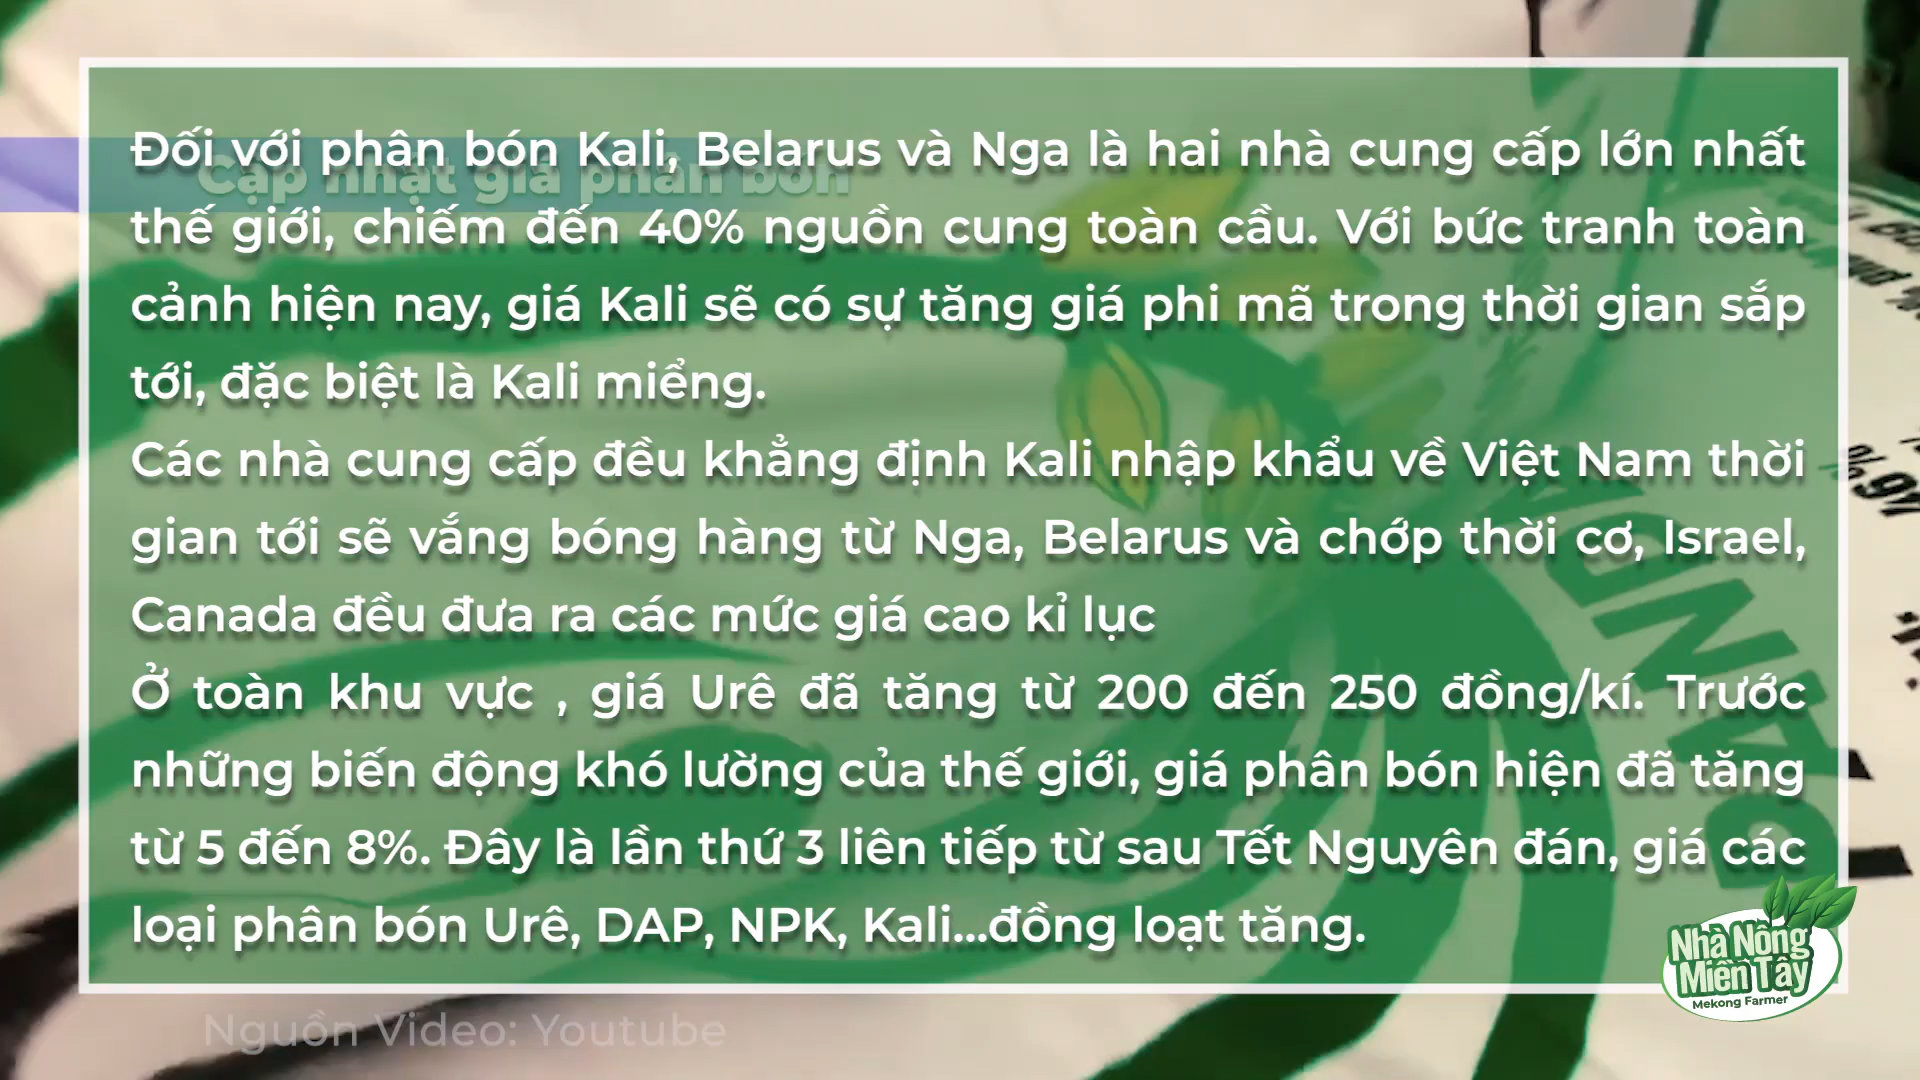 Đối với phân bón Kali, Belarus và Nga là hai nhà cung cấp lớn nhất
Cập nhật giá phân bón
thế giới, chiếm đến 40% nguồn cung toàn cầu. Với bức tranh toàn
cảnh hiện nay, giá Kali sẽ có sự tăng giá phi mã trong thời gian sắp
tới, đặc biệt là Kali miểng.
Các nhà cung cấp đều khẳng định Kali nhập khẩu về Việt Nam thời
gian tới sẽ vắng bóng hàng từ Nga, Belarus và chớp thời cơ, Israel,
Canada đều đưa ra các mức giá cao kỉ lục
Ở toàn khu vực , giá Urê đã tăng từ 200 đến 250 đồng/kí. Trước
những biến động khó lường của thế giới, giá phân bón hiện đã tăng
từ 5 đến 8%. Đây là lần thứ 3 liên tiếp từ sau Tết Nguyên đán, giá các
loại phân bón Urê, DAP, NPK, Kali...đồng loạt tăng.
Nhà Nông
Miền Tây
Mekong Farmer
Nguồn Video: Youtube